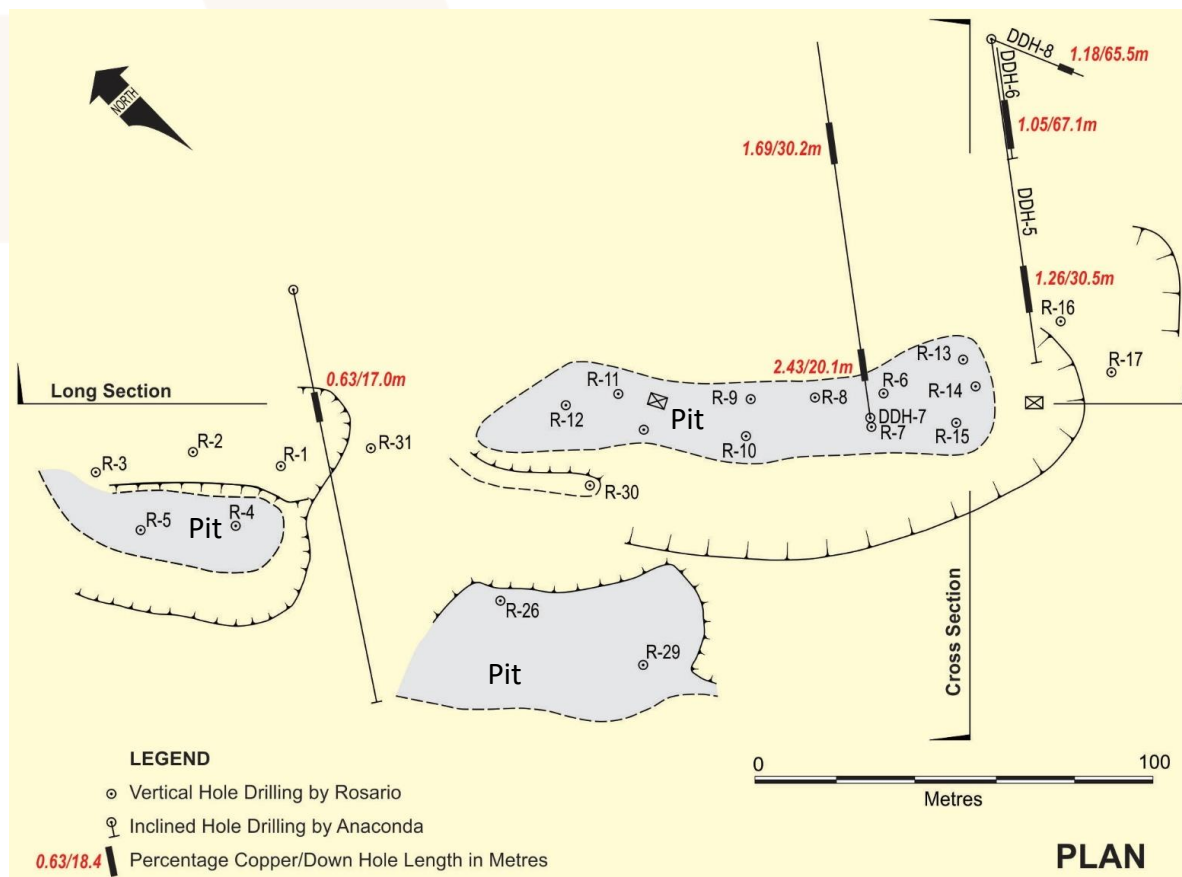 DDH-8
1.18/65.5m
DDH-6
NORTH
1.05/67.1m
1.69/30.2m
DDH-5
1.26/30.5m
R-16
R-17
R-13
2.43/20.1m
R-6
R-14
R-11
Long Section
0.63/17.0m
R-9
R-8
R-12
Pit
DDH-7
R-7
R-15
R-10
R-2
R-31
R-1
R-3
R-30
R-5
Pit
R-4
R-26
R-29
Pit
Cross Section
LEGEND
Vertical Hole Drilling by Rosario
Inclined Hole Drilling by Anaconda
0.63/18.4 Percentage Copper/Down Hole Length in Metres
0 100
Metres
PLAN